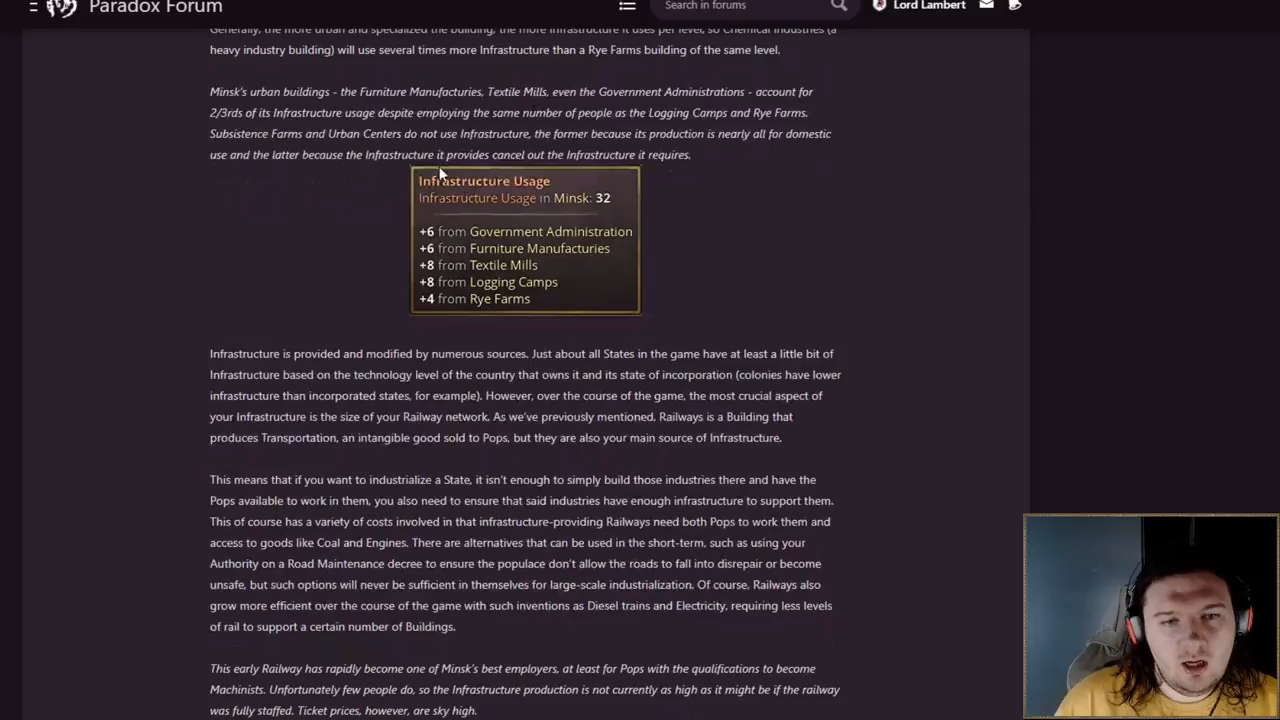 Paradox Forum
Search in forums
Lord Lambert
Generally, the more urban and specialized the building, the more Infrastructure it uses per level, so Chemical Industries (a
heavy industry building) will use several times more Infrastructure than a Rye Farms building of the same level.
Minsk's urban buildings - the Furniture Manufactures, Textile Mills, even the Government Administrations - account for
2/3rds of its Infrastructure usage despite employing the same number of people as the Logging Camps and Rye Farms.
Subsistence Farms and Urban Centers do not use Infrastructure, the former because its production is nearly all for domestic
use and the latter because the Infrastructure it provides cancel out the Infrastructure it requires.
Infrastructure Usage
Infrastructure Usage in Minsk: 32
+6 from Government Administration
+6 from Furniture Manufacturies
+8 from Textile Mills
+8 from Logging Camps
+4 from Rye Farms
Infrastructure is provided and modified by numerous sources. Just about all States in the game have at least a little bit of
Infrastructure based on the technology level of the country that owns it and its state of incorporation (colonies have lower
infrastructure than incorporated states, for example). However, over the course of the game, the most crucial aspect of
your Infrastructure is the size of your Railway network. As we've previously mentioned, Railways is a Building that
produces Transportation, an intangible good sold to Pops, but they are also your main source of Infrastructure.
This means that if you want to industrialize a State, it isn't enough to simply build those industries there and have the
Pops available to work in them, you also need to ensure that said industries have enough infrastructure to support them.
This of course has a variety of costs involved in that infrastructure-providing Railways need both Pops to work them and
access to goods like Coal and Engines. There are alternatives that can be used in the short-term, such as using your
Authority on a Road Maintenance decree to ensure the populace don't allow the roads to fall into disrepair or become
unsafe, but such options will never be sufficient in themselves for large-scale industrialization. Of course, Railways also
grow more efficient over the course of the game with such inventions as Diesel trains and Electricity, requiring less levels
of rail to support a certain number of Buildings.
This early Railway has rapidly become one of Minsk's best employers, at least for Pops with the qualifications to become
Machinists. Unfortunately few people do, so the Infrastructure production is not currently as high as it might be if the railway
was fully staffed. Ticket prices, however, are sky high.